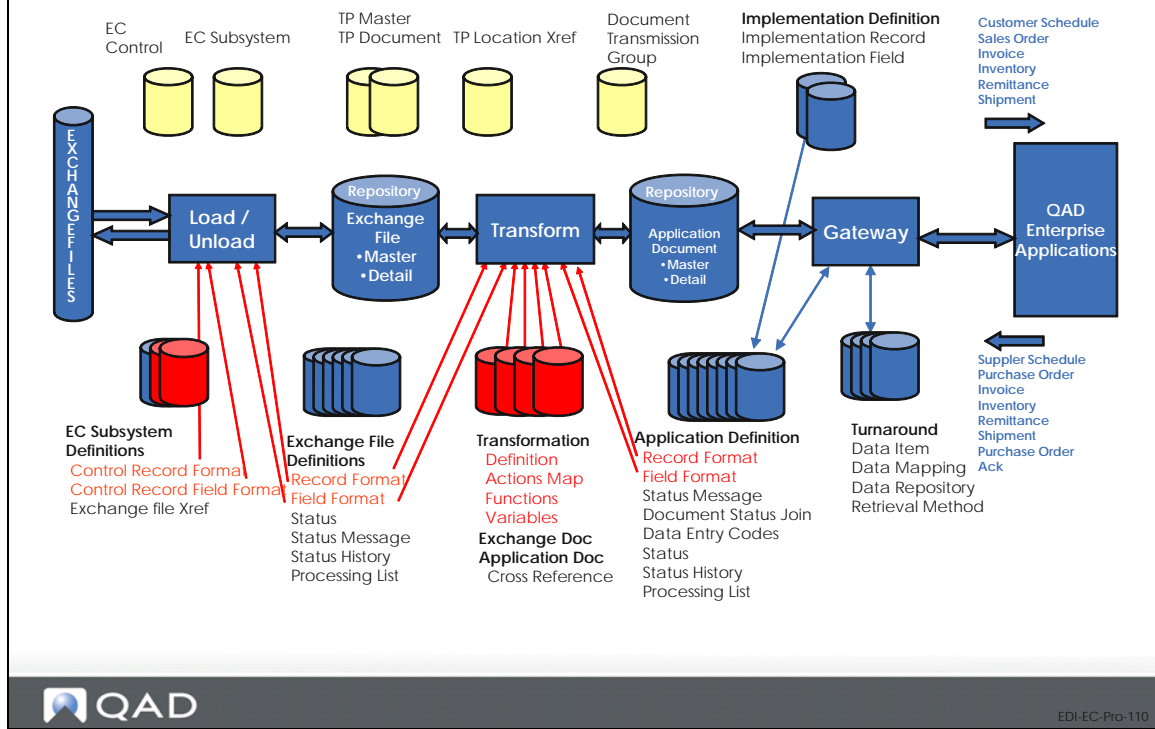 EC
Control
EC Subsystem
TP Master
TP Document
TP Location Xref
Document
Transmission
Group
Implementation Definition
Implementation Record
Implementation Field
Customer Schedule
Sales Order
Invoice
Inventory
Remittance
Shipment
EXCHANGEFILES
Load /
Unload
Repository
Exchange
File
•Master
•Detail
Transform
Repository
Application
Document
•Master
•Detail
Gateway
QAD
Enterprise
Applications
EC Subsystem
Definitions
Control Record Format
Control Record Field Format
Exchange file Xref
Exchange File
Definitions
Record Format
Field Format
Status
Status Message
Status History
Processing List
Transformation
Definition
Actions Map
Functions
Variables
Exchange Doc
Application Doc
Cross Reference
Application Definition
Record Format
Field Format
Status Message
Document Status Join
Data Entry Codes
Status
Status History
Processing List
Turnaround
Data Item
Data Mapping
Data Repository
Retrieval Method
Suppler Schedule
Purchase Order
Invoice
Inventory
Remittance
Shipment
Purchase Order
Ack
QAD
EDI-EC-Pro-110